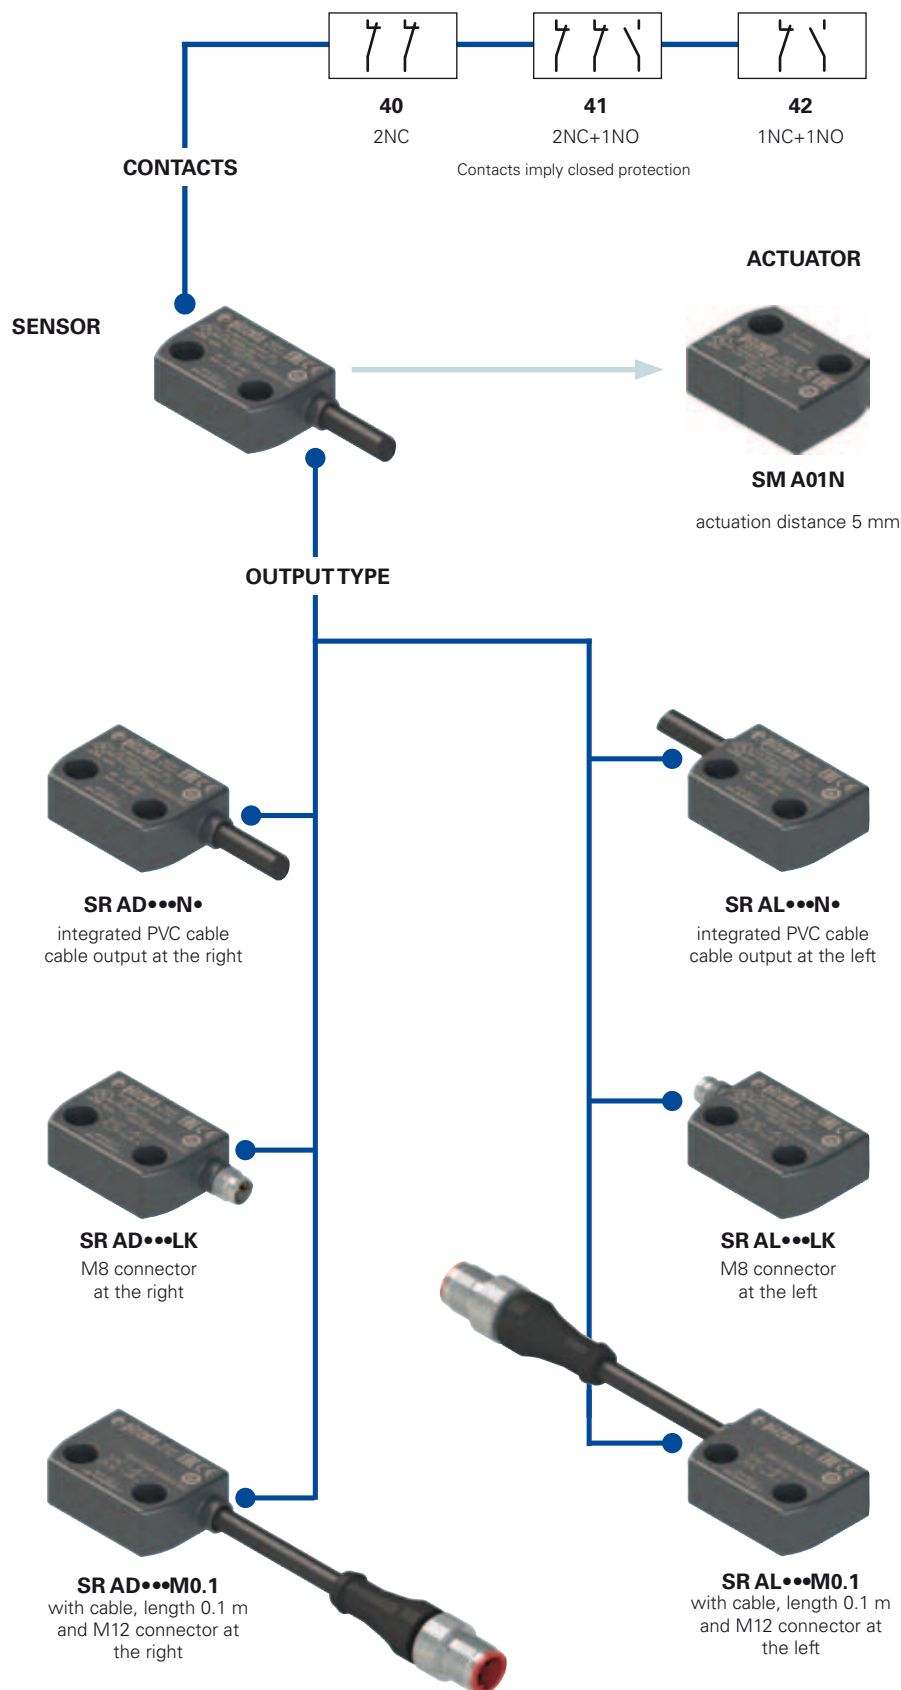 40
41
42
2NC
2NC+1NO
1NC+1NO
CONTACTS
Contacts imply closed protection
ACTUATOR
SENSOR
SM A01N
actuation distance 5 mm
OUTPUT TYPE
SR AD•••N•
integrated PVC cable
cable output at the right
SR AL•••N•
integrated PVC cable
cable output at the left
SR AD•••LK
M8 connector
at the right
SR AL•••LK
M8 connector
at the left
SR AD•••M0.1
with cable, length 0.1 m
and M12 connector at
the right
SR AL•••M0.1
with cable, length 0.1 m
and M12 connector at
the left